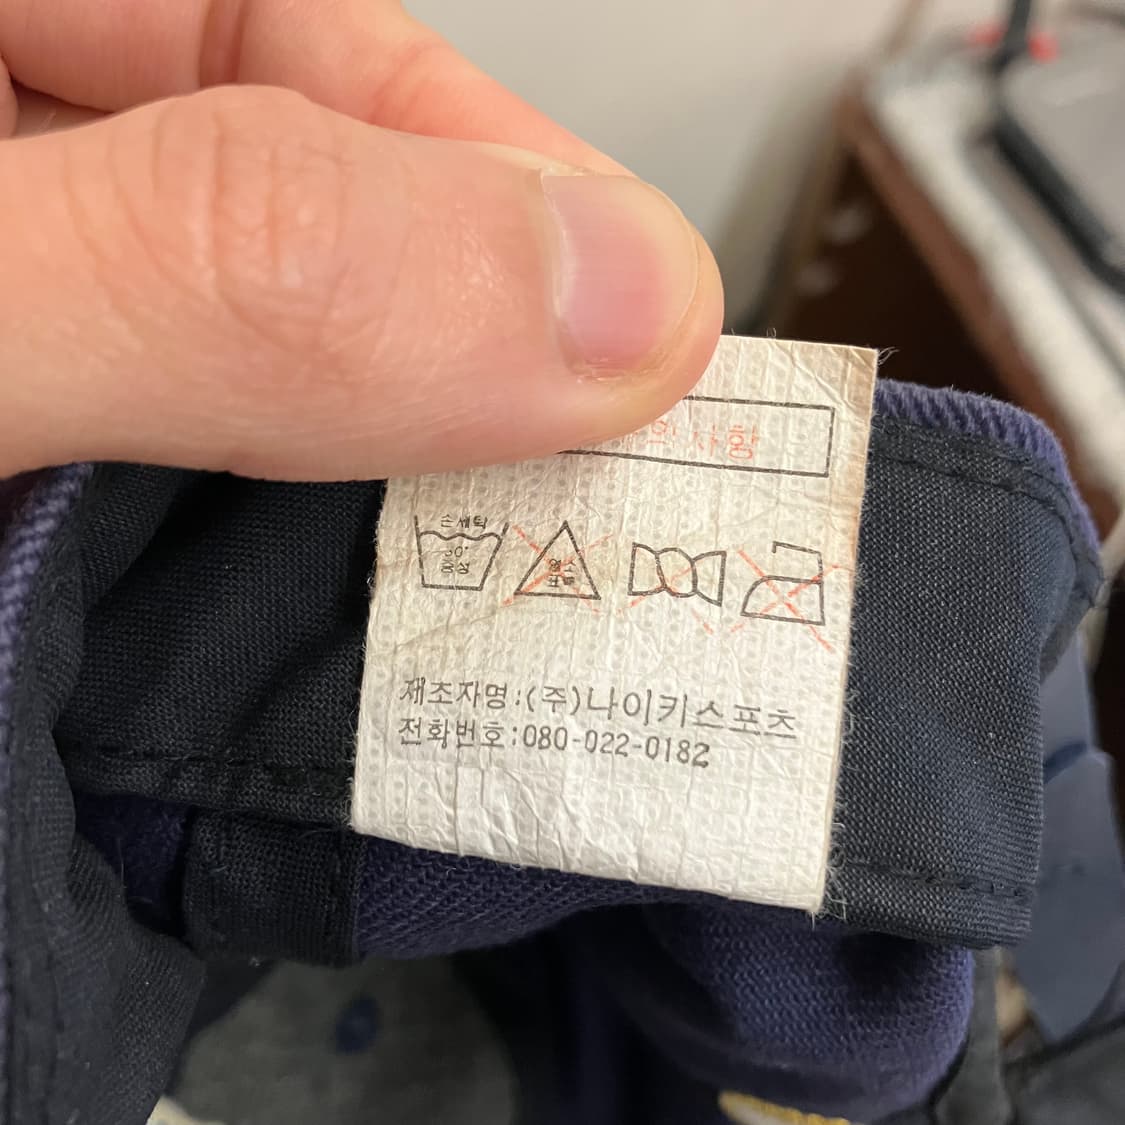 사항
손세탁
30°
중성
재조자명:(주)나이키스포츠
전화번호:080-022-0182